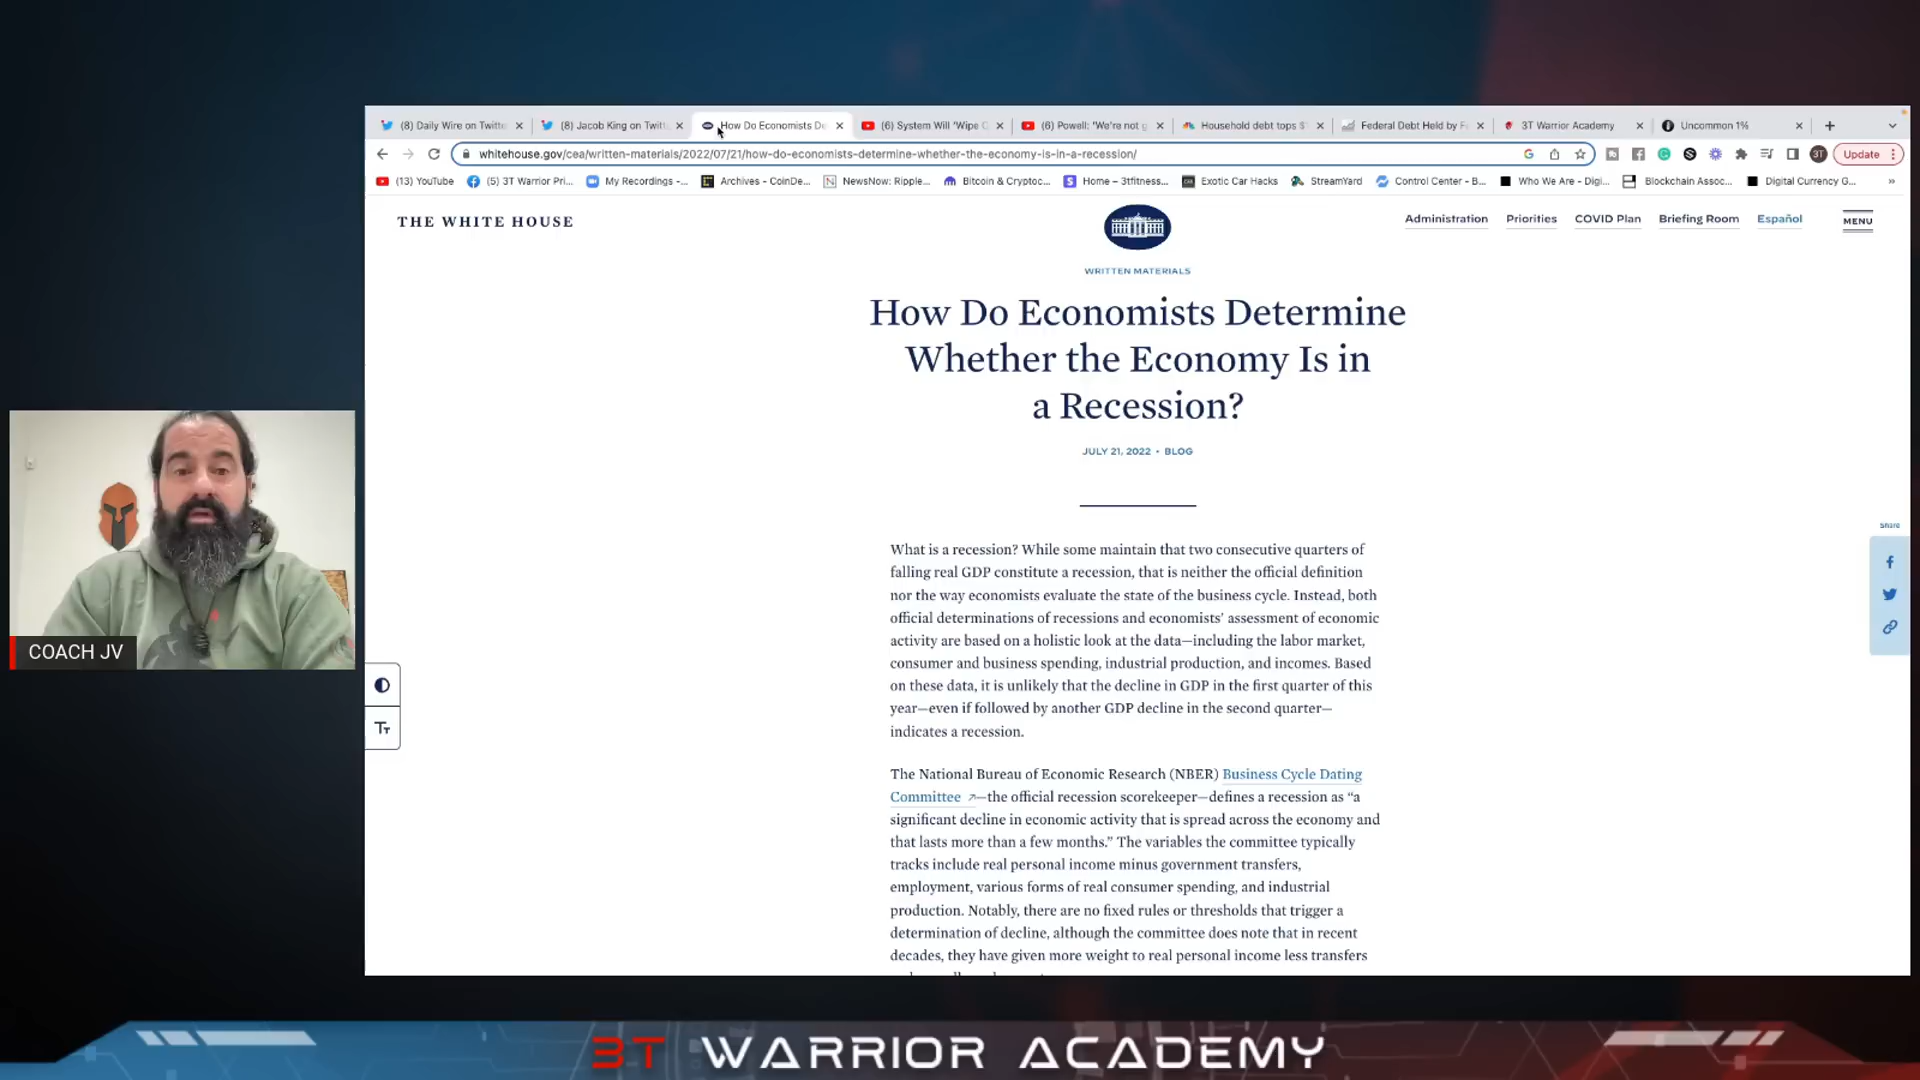 (8) Daily Wire on Twitte
(8) Jacob King on Twitt
How Do Economists De
(6) System Will 'Wipe O
(6) Powell: 'We're not g
Household debt tops $
Federal Debt Held by F
3T Warrior Academy
Uncommon 1%
whitehouse.gov/cea/written-materials/2022/07/21/how-do-economists-determine-whether-the-economy-is-in-a-recession/
3T
Update
(13) YouTube
(5) 3T Warrior Pri...
My Recordings -...
Archives - CoinDe...
NewsNow: Ripple...
Bitcoin & Cryptoc...
Home – 3tfitness...
Exotic Car Hacks
StreamYard
Control Center - B...
Who We Are - Digi...
Blockchain Assoc...
Digital Currency G...
»
THE WHITE HOUSE
Administration
Priorities
COVID Plan
Briefing Room
Español
MENU
WRITTEN MATERIALS
How Do Economists Determine
Whether the Economy Is in
a Recession?
JULY 21, 2022 • BLOG
Share
What is a recession? While some maintain that two consecutive quarters of
falling real GDP constitute a recession, that is neither the official definition
nor the way economists evaluate the state of the business cycle. Instead, both
official determinations of recessions and economists' assessment of economic
activity are based on a holistic look at the data—including the labor market,
consumer and business spending, industrial production, and incomes. Based
on these data, it is unlikely that the decline in GDP in the first quarter of this
year—even if followed by another GDP decline in the second quarter—
indicates a recession.
The National Bureau of Economic Research (NBER) Business Cycle Dating
Committee —the official recession scorekeeper—defines a recession as “a
significant decline in economic activity that is spread across the economy and
that lasts more than a few months.” The variables the committee typically
tracks include real personal income minus government transfers,
employment, various forms of real consumer spending, and industrial
production. Notably, there are no fixed rules or thresholds that trigger a
determination of decline, although the committee does note that in recent
decades, they have given more weight to real personal income less transfers
COACH JV
Tт
3T WARRIOR ACADEMY